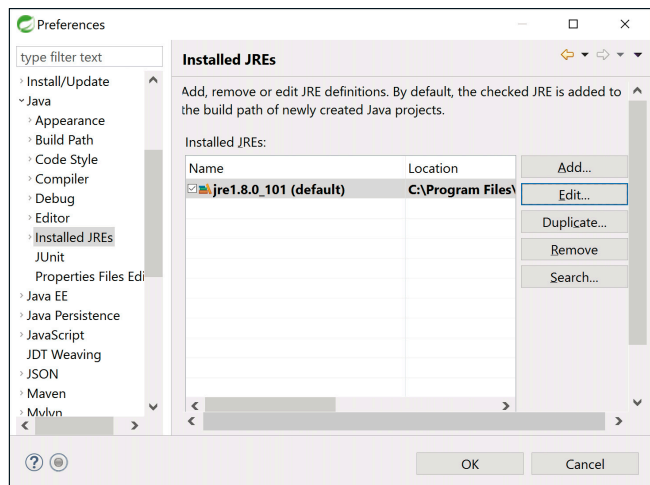 Preferences
type filter text
Install/Update
Java
Appearance
Build Path
Code Style
Compiler
Debug
Editor
Installed JREs
JUnit
Properties Files Edi
Java EE
Java Persistence
JavaScript
JDT Weaving
JSON
Maven
Mylyn
Installed JREs
Add, remove or edit JRE definitions. By default, the checked JRE is added to
the build path of newly created Java projects.
Installed JREs:
Name Location
jre1.8.0_101 (default) C:\Program Files\
Add...
Edit...
Duplicate...
Remove
Search...
OK Cancel